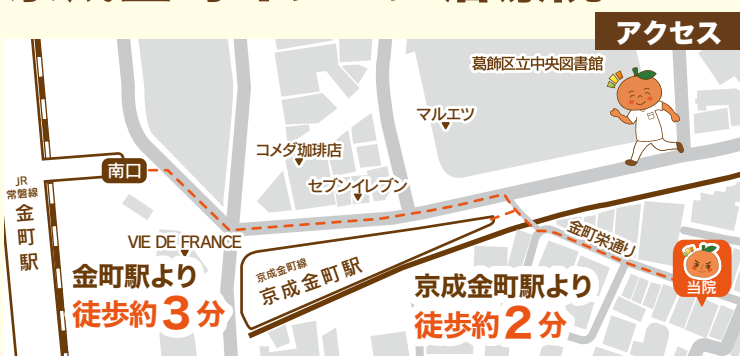 アクセス
葛飾区立中央図書館
マルエツ
コメダ珈琲店
セブンイレブン
南口
JR
常磐線
金町駅
VIE DE FRANCE
金町駅より
徒歩約3分
京成金町線
京成金町駅
京成金町駅より
徒歩約2分
金町栄通り
当院